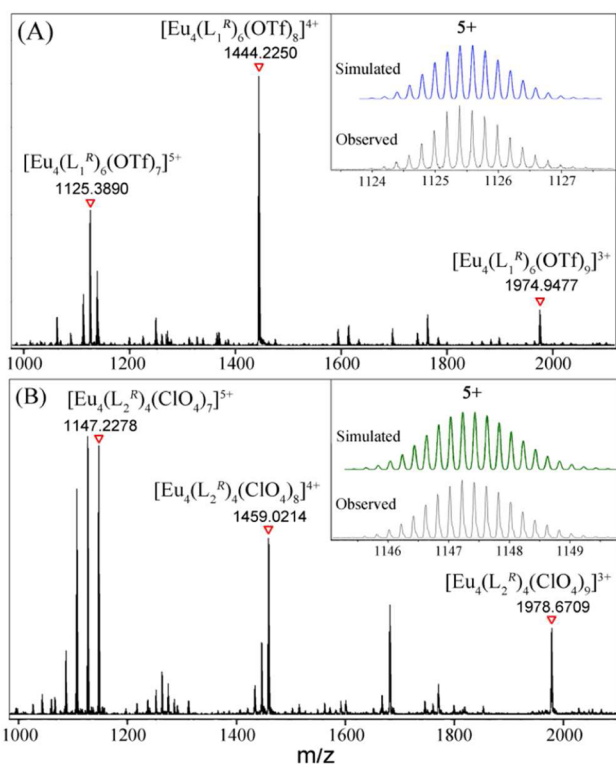 (A)
[Eu₄(L₁ᴿ)₆(OTf)₈]⁴⁺
1444.2250
[Eu₄(L₁ᴿ)₆(OTf)₇]⁵⁺
1125.3890
[Eu₄(L₁ᴿ)₆(OTf)₉]³⁺
1974.9477
5+
Simulated
Observed
1124 1125 1126 1127
1000 1200 1400 1600 1800 2000
(B)
[Eu₄(L₂ᴿ)₄(ClO₄)₇]⁵⁺
1147.2278
[Eu₄(L₂ᴿ)₄(ClO₄)₈]⁴⁺
1459.0214
[Eu₄(L₂ᴿ)₄(ClO₄)₉]³⁺
1978.6709
5+
Simulated
Observed
1146 1147 1148 1149
1000 1200 1400 1600 1800 2000
m/z